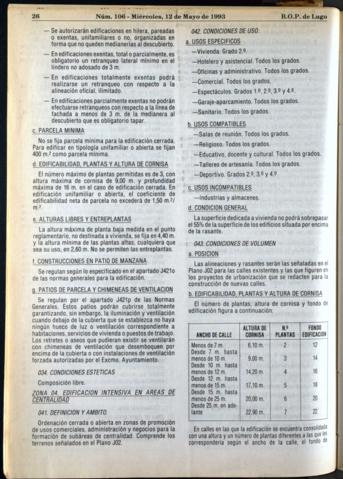 26
Núm. 106 - Miércoles, 12 de Mayo de 1993
B.O.P. de Lugo
— Se autorizarán edificaciones en hilera, pareadas
o exentas, unifamiliares o no, organizadas en
forma que no queden medianerías al descubierto.
— En edificaciones exentas, total o parcialmente, es
obligatorio un retranqueo lateral mínimo en el
lindero no adosado de 3 m.
— En edificaciones totalmente exentas podrá
realizarse un retranqueo con respecto a la
alineación oficial, ilimitado.
— En edificaciones parcialmente exentas no podrán
efectuarse retranqueos con respecto a la línea de
fachada a menos de 3 m. de la medianera al
descubierto que es obligatorio tapar.
c. PARCELA MINIMA
No se fija parcela mínima para la edificación cerrada.
Para edificar en tipología unifamiliar o abierta se fijan
400 m.² como parcela mínima.
d. EDIFICABILIDAD, PLANTAS Y ALTURA DE CORNISA
El número máximo de plantas permitidas es de 3, con
altura máxima de cornisa de 9,00 m. y profundidad
máxima de 16 m. en el caso de edificación cerrada. En
edificación unifamiliar o abierta, el coeficiente de
edificabilidad neta de parcela no excederá de 1,50 m.²/
m.².
e. ALTURAS LIBRES Y ENTREPLANTAS
La altura máxima de planta baja medida en el punto
reglamentario, no destinada a vivienda, se fija en 4,40 m.
y la altura mínima de las plantas altas, cualquiera que
sea su uso, en 2,60 m. No se permiten las entreplantas.
f. CONSTRUCCIONES EN PATIO DE MANZANA
Se regulan según lo especificado en el apartado J421o
de las normas generales para la edificación.
g. PATIOS DE PARCELA Y CHIMENEAS DE VENTILACION
Se regulan por el apartado J421p de las Normas
Generales. Estos patios podrán cubrirse totalmente
garantizando, sin embargo, la iluminación y ventilación
cuando debajo de la cubierta que se establezca no haya
ningún hueco de luz o ventilación correspondiente a
habitaciones, servicios de vivienda o puestos de trabajo.
Los retretes o aseos que pudieran existir se ventilarán
con chimeneas de ventilación que desemboquen por
encima de la cubierta o con instalaciones de ventilación
forzada autorizadas por el Excmo. Ayuntamiento.
034. CONDICIONES ESTETICAS
Composición libre.
ZONA 04. EDIFICACION INTENSIVA EN AREAS DE
CENTRALIDAD
041. DEFINICION Y AMBITO
Ordenación cerrada o abierta en zonas de promoción
de usos comerciales, administración y negocios para la
formación de subáreas de centralidad. Comprende los
terrenos señalados en el Plano J02.
042. CONDICIONES DE USO
a. USOS ESPECIFICOS
—Vivienda. Grado 2.º.
—Hotelero y asistencial. Todos los grados.
—Oficinas y administrativo. Todos los grados.
—Comercial. Todos los grados.
—Espectáculos. Grados 1.º, 2.º, 3.º y 4.º.
—Garaje-aparcamiento. Todos los grados.
—Sanitario. Todos los grados.
b. USOS COMPATIBLES
—Salas de reunión. Todos los grados.
—Religioso. Todos los grados.
—Educativo, docente y cultural. Todos los grados.
—Talleres de artesanía. Todos los grados.
—Deportivo. Grados 2.º, 3.º y 4.º
c. USOS INCOMPATIBLES
—Industrias y almacenes.
d. CONDICION GENERAL
La superficie dedicada a vivienda no podrá sobrepasar
el 55% de la superficie de los edificios situada por encima
de la rasante.
043. CONDICIONES DE VOLUMEN
a. POSICION
Las alineaciones y rasantes serán las señaladas en el
Plano J02 para las calles existentes y las que figuren en
los proyectos de urbanización que se redacten para la
construcción de nuevas calles.
b. EDIFICABILIDAD, PLANTAS Y ALTURA DE CORNISA
El número de plantas, altura de cornisa y fondo de
edificación figura a continuación:
ANCHO DE CALLE ALTURA DE CORNISA N.º PLANTAS FONDO EDIFICACIÓN
Menos de 7 m. 6,10 m. 2 12
Desde 7 m. hasta
menos de 10 m. 9,00 m. 3 14
Desde 10 m. hasta
menos de 12 m. 14,20 m. 4 16
Desde 12 m. hasta
menos de 15 m. 17,10 m. 5 18
Desde 15 m. hasta
menos de 25 m. 20,00 m. 6 20
Desde 25 m. en ade-
lante 22,90 m. 7 22
En calles en las que la edificación se encuentra consolidada
con una altura y un número de plantas diferentes a las que les
correspondería según el ancho de la calle, el fondo de